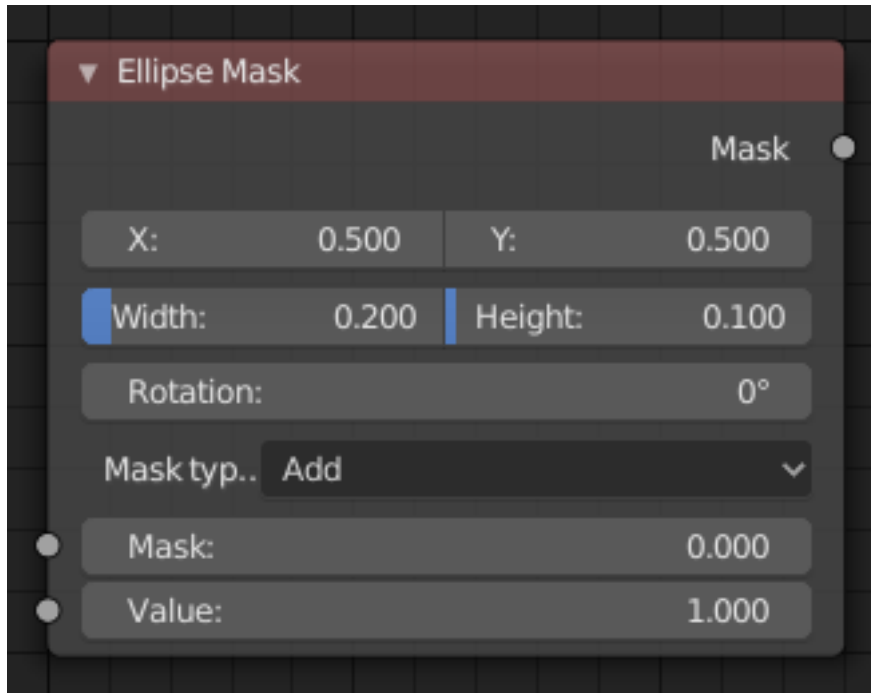 Ellipse Mask
Mask
X: 0.500 Y: 0.500
Width: 0.200 Height: 0.100
Rotation: 0°
Mask typ.. Add
Mask: 0.000
Value: 1.000